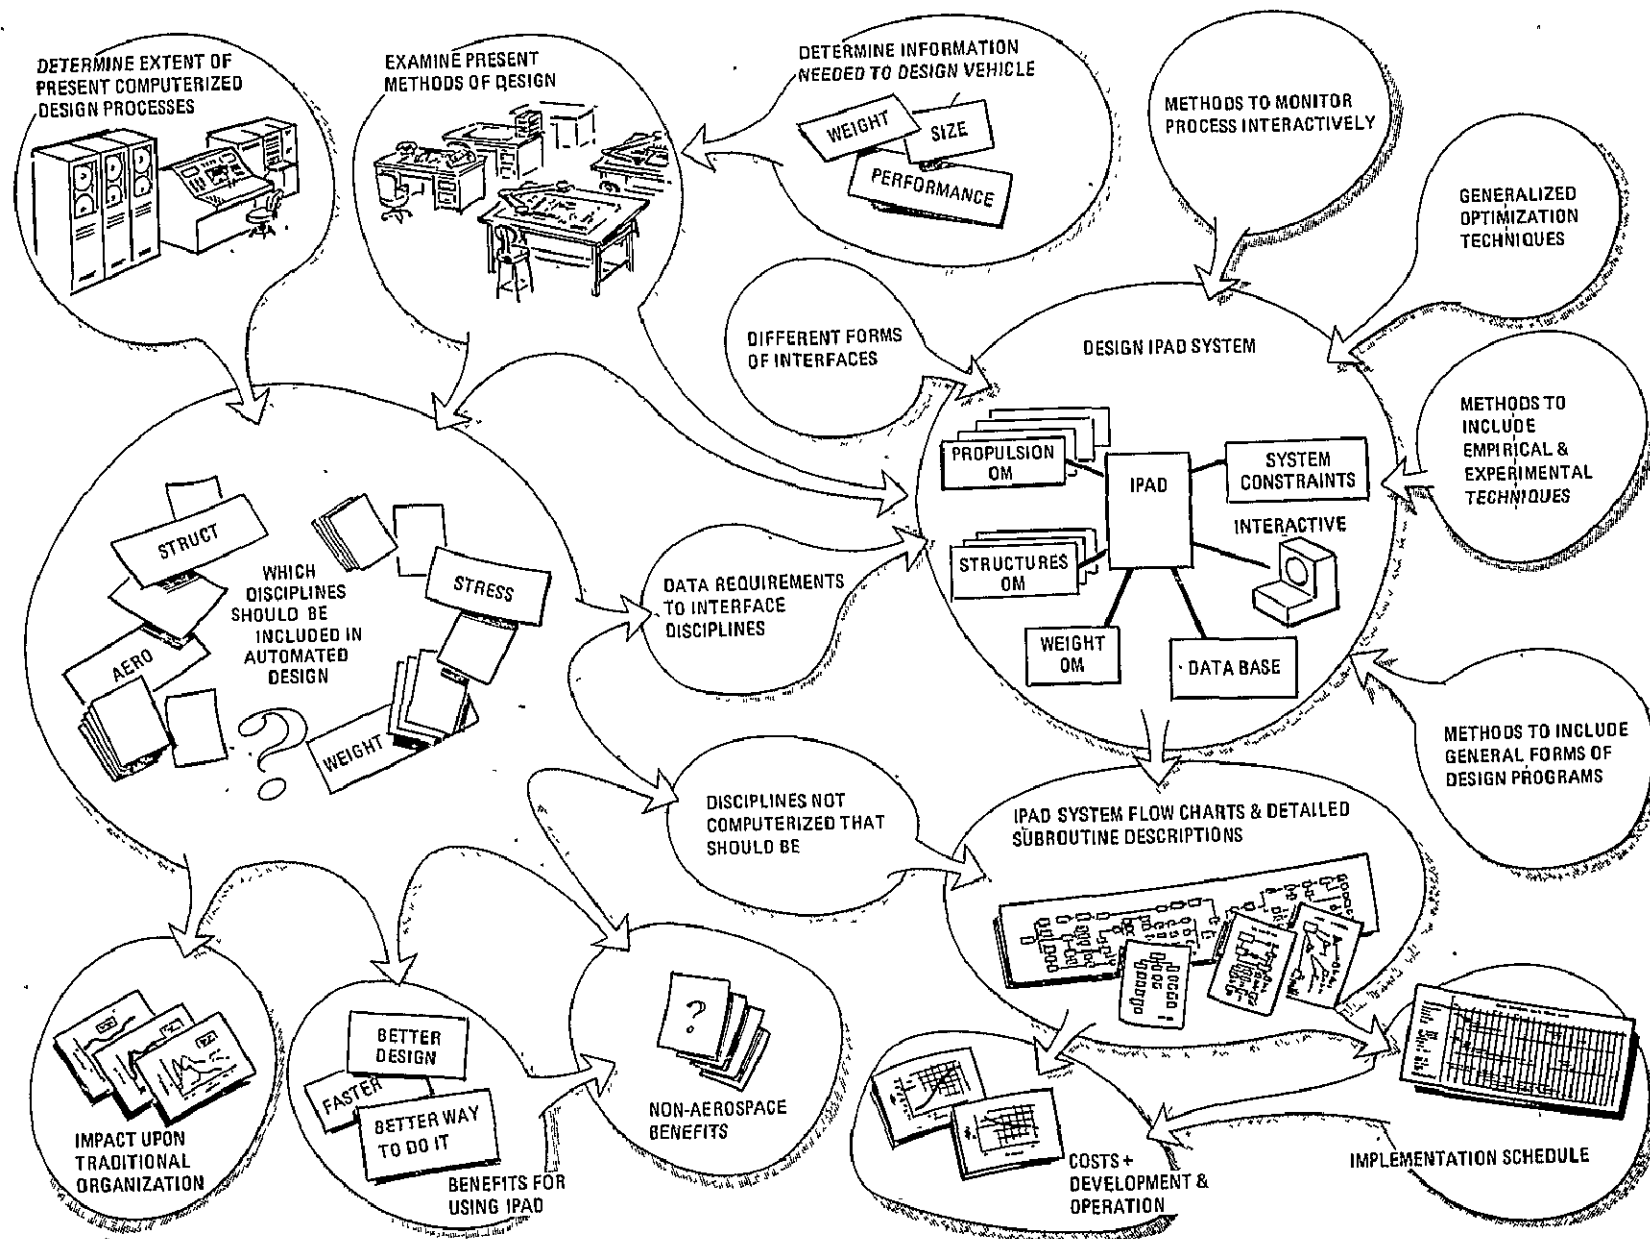 DETERMINE EXTENT OF
PRESENT COMPUTERIZED
DESIGN PROCESSES
EXAMINE PRESENT
METHODS OF DESIGN
DETERMINE INFORMATION
NEEDED TO DESIGN VEHICLE
WEIGHT
SIZE
PERFORMANCE
METHODS TO MONITOR
PROCESS INTERACTIVELY
GENERALIZED
OPTIMIZATION
TECHNIQUES
DIFFERENT FORMS
OF INTERFACES
DESIGN IPAD SYSTEM
PROPULSION
OM
IPAD
SYSTEM
CONSTRAINTS
INTERACTIVE
STRUCTURES
OM
WEIGHT
OM
DATA BASE
METHODS TO
INCLUDE
EMPIRICAL &
EXPERIMENTAL
TECHNIQUES
STRUCT
STRESS
AERO
WEIGHT
WHICH
DISCIPLINES
SHOULD BE
INCLUDED IN
AUTOMATED
DESIGN
?
DATA REQUIREMENTS
TO INTERFACE
DISCIPLINES
METHODS TO INCLUDE
GENERAL FORMS OF
DESIGN PROGRAMS
DISCIPLINES NOT
COMPUTERIZED THAT
SHOULD BE
IPAD SYSTEM FLOW CHARTS & DETAILED
SUBROUTINE DESCRIPTIONS
IMPACT UPON
TRADITIONAL
ORGANIZATION
BETTER
DESIGN
FASTER
BETTER WAY
TO DO IT
BENEFITS FOR
USING IPAD
?
NON-AEROSPACE
BENEFITS
COSTS +
DEVELOPMENT &
OPERATION
IMPLEMENTATION SCHEDULE